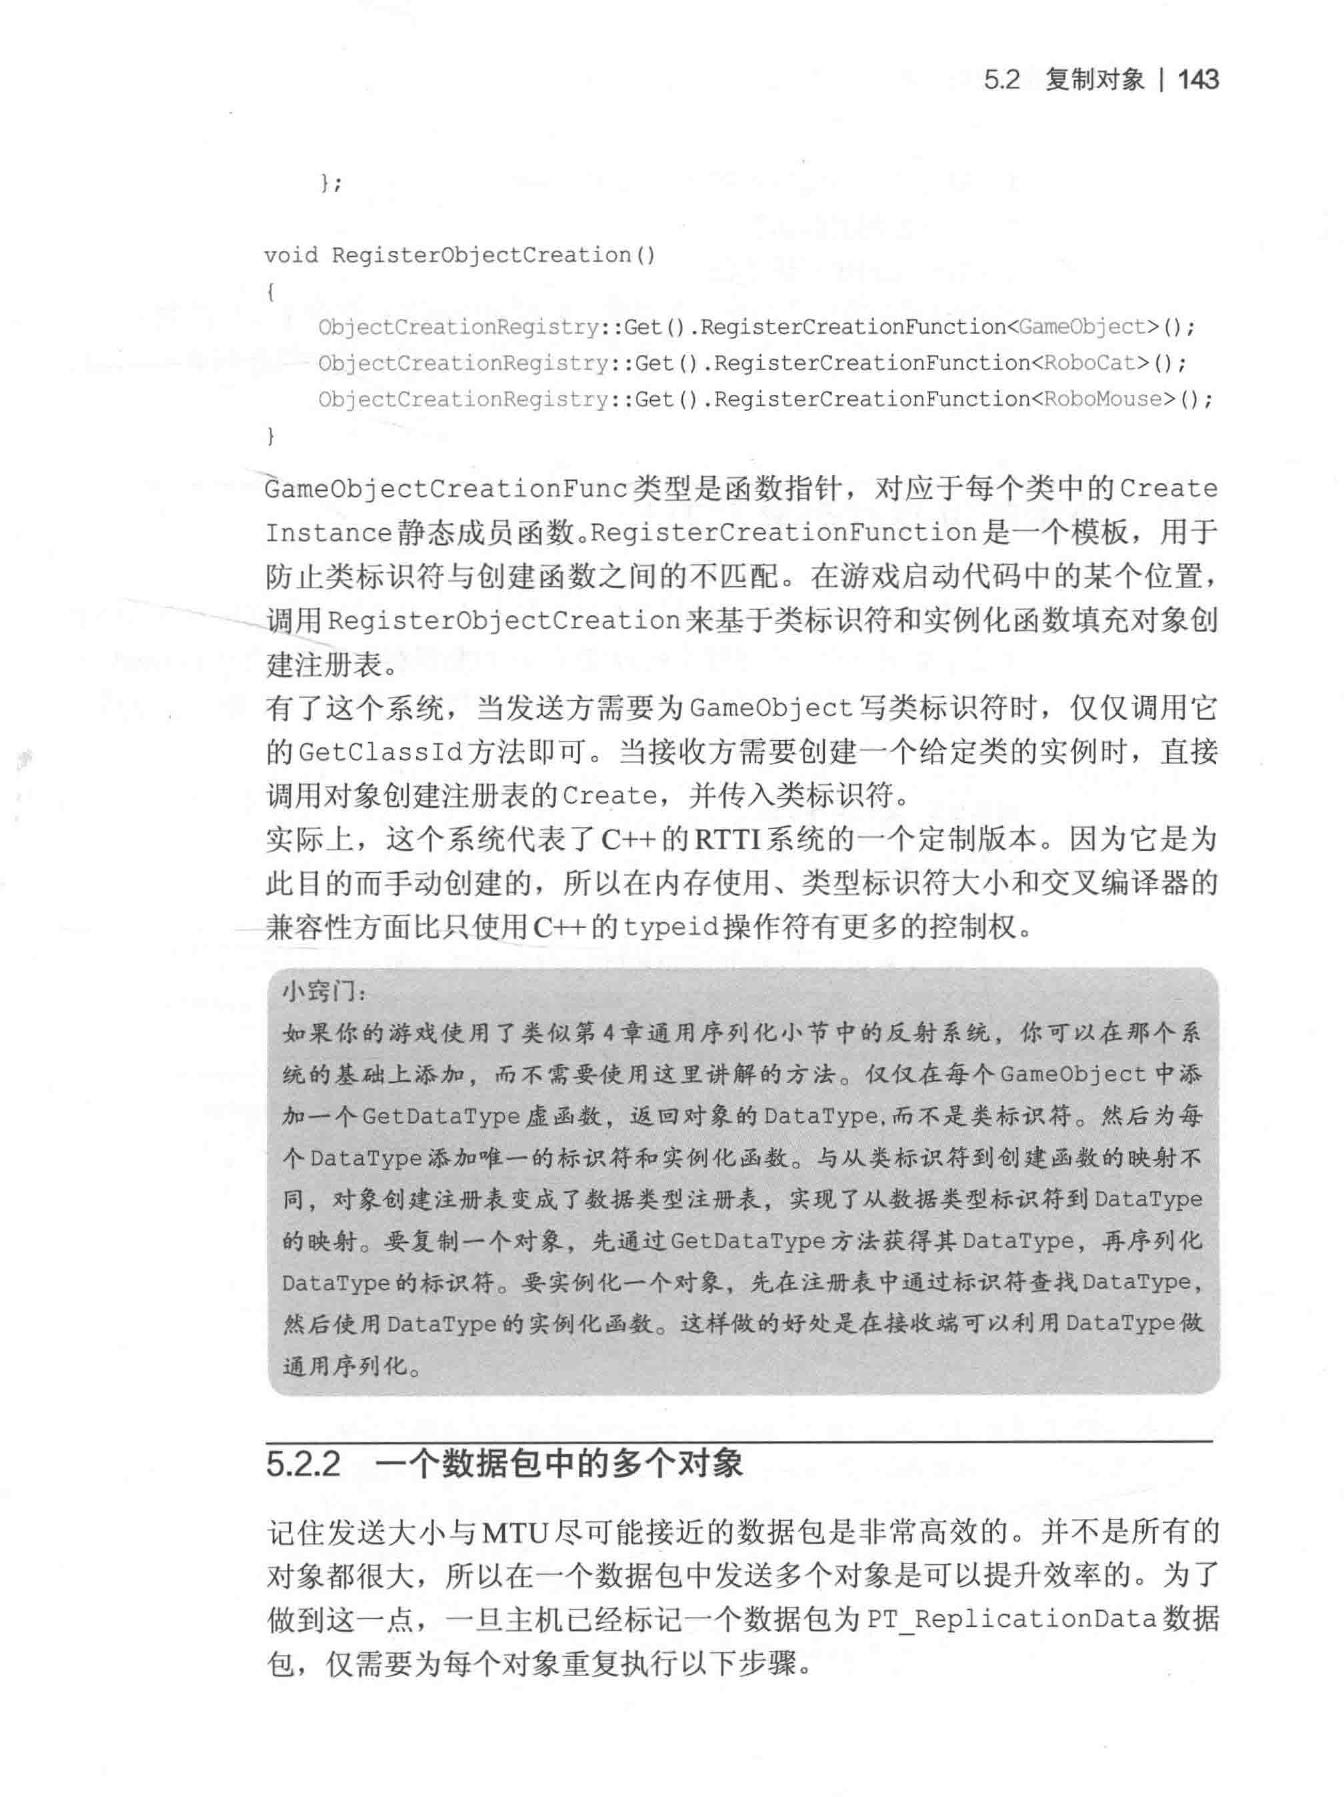 5.2 复制对象 | 143
};
void RegisterObjectCreation()
{
ObjectCreationRegistry::Get().RegisterCreationFunction<GameObject>();
ObjectCreationRegistry::Get().RegisterCreationFunction<RoboCat>();
ObjectCreationRegistry::Get().RegisterCreationFunction<RoboMouse>();
}
GameObjectCreationFunc类型是函数指针，对应于每个类中的Create
Instance静态成员函数。RegisterCreationFunction是一个模板，用于
防止类标识符与创建函数之间的不匹配。在游戏启动代码中的某个位置，
调用RegisterObjectCreation来基于类标识符和实例化函数填充对象创
建注册表。
有了这个系统，当发送方需要为GameObject写类标识符时，仅仅调用它
的GetClassId方法即可。当接收方需要创建一个给定类的实例时，直接
调用对象创建注册表的Create，并传入类标识符。
实际上，这个系统代表了C++的RTTI系统的一个定制版本。因为它是为
此目的而手动创建的，所以在内存使用、类型标识符大小和交叉编译器的
兼容性方面比只使用C++的typeid操作符有更多的控制权。
小窍门：
如果你的游戏使用了类似第4章通用序列化小节中的反射系统，你可以在那个系
统的基础上添加，而不需要使用这里讲解的方法。仅仅在每个GameObject中添
加一个GetDataType虚函数，返回对象的DataType,而不是类标识符。然后为每
个DataType添加唯一的标识符和实例化函数。与从类标识符到创建函数的映射不
同，对象创建注册表变成了数据类型注册表，实现了从数据类型标识符到DataType
的映射。要复制一个对象，先通过GetDataType方法获得其DataType，再序列化
DataType的标识符。要实例化一个对象，先在注册表中通过标识符查找DataType，
然后使用DataType的实例化函数。这样做的好处是在接收端可以利用DataType做
通用序列化。
5.2.2 一个数据包中的多个对象
记住发送大小与MTU尽可能接近的数据包是非常高效的。并不是所有的
对象都很大，所以在一个数据包中发送多个对象是可以提升效率的。为了
做到这一点，一旦主机已经标记一个数据包为PT_ReplicationData数据
包，仅需要为每个对象重复执行以下步骤。